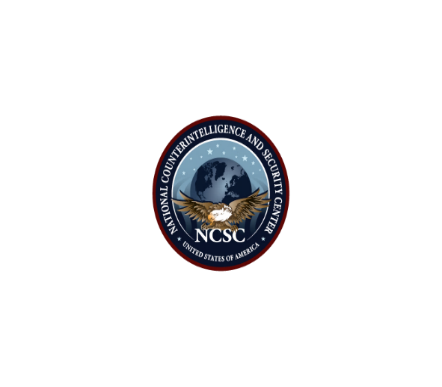 NATIONAL COUNTERINTELLIGENCE AND SECURITY CENTER
NCSC
UNITED STATES OF AMERICA